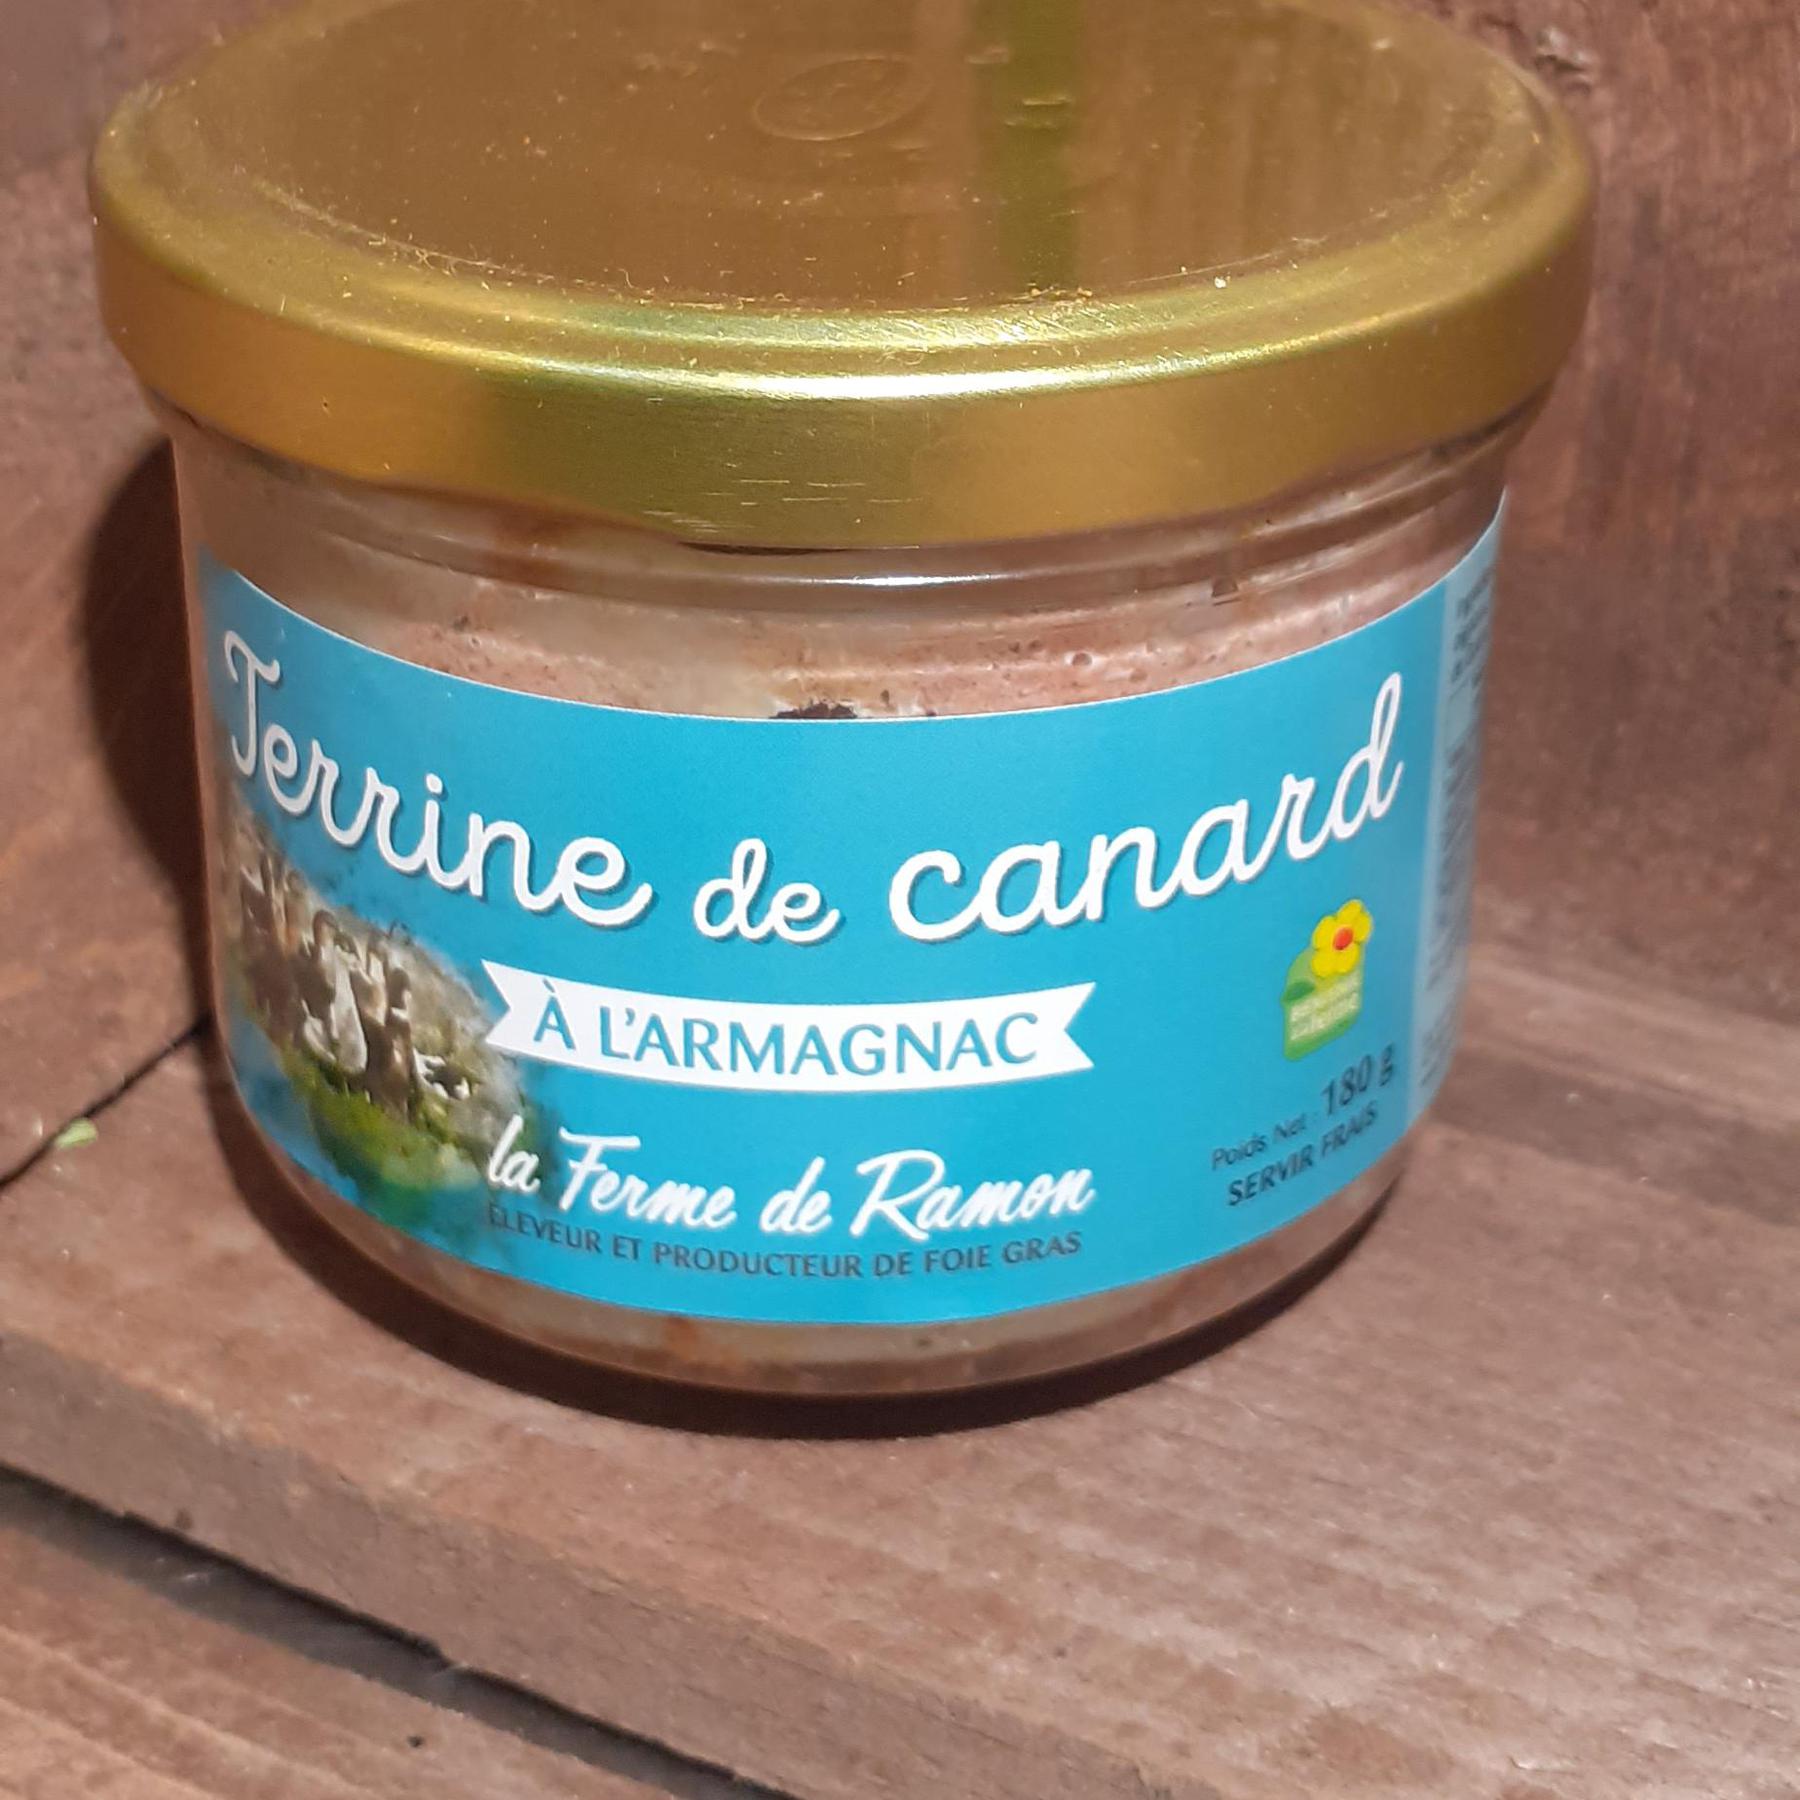 Terrine de canard
À L'ARMAGNAC
la Ferme de Ramon
ÉLEVEUR ET PRODUCTEUR DE FOIE GRAS
Poids Net : 180 g
SERVIR FRAIS